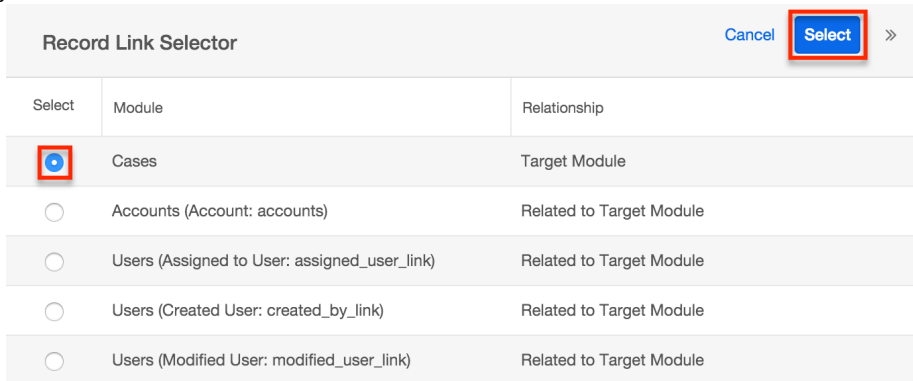 Record Link Selector Cancel Select »
Select Module Relationship
Cases Target Module
Accounts (Account: accounts) Related to Target Module
Users (Assigned to User: assigned_user_link) Related to Target Module
Users (Created User: created_by_link) Related to Target Module
Users (Modified User: modified_user_link) Related to Target Module